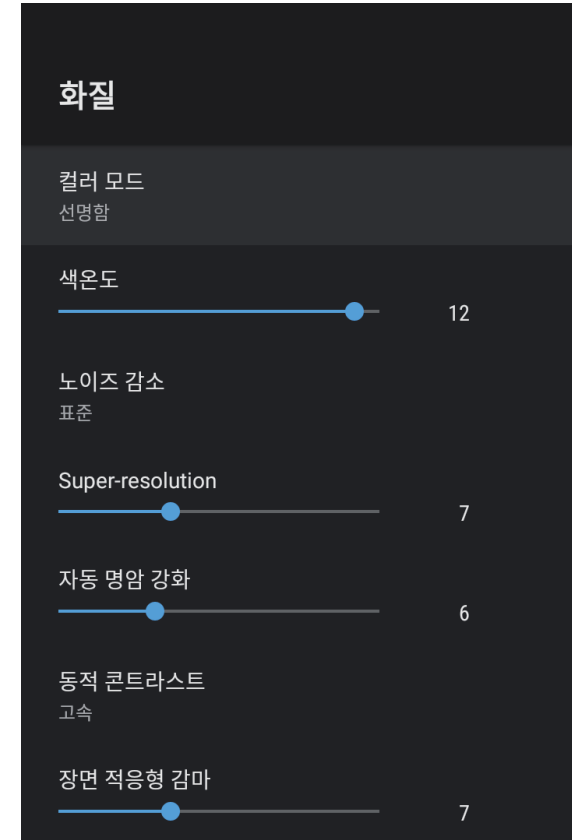 화질
컬러 모드
선명함
색온도
12
노이즈 감소
표준
Super-resolution
7
자동 명암 강화
6
동적 콘트라스트
고속
장면 적응형 감마
7